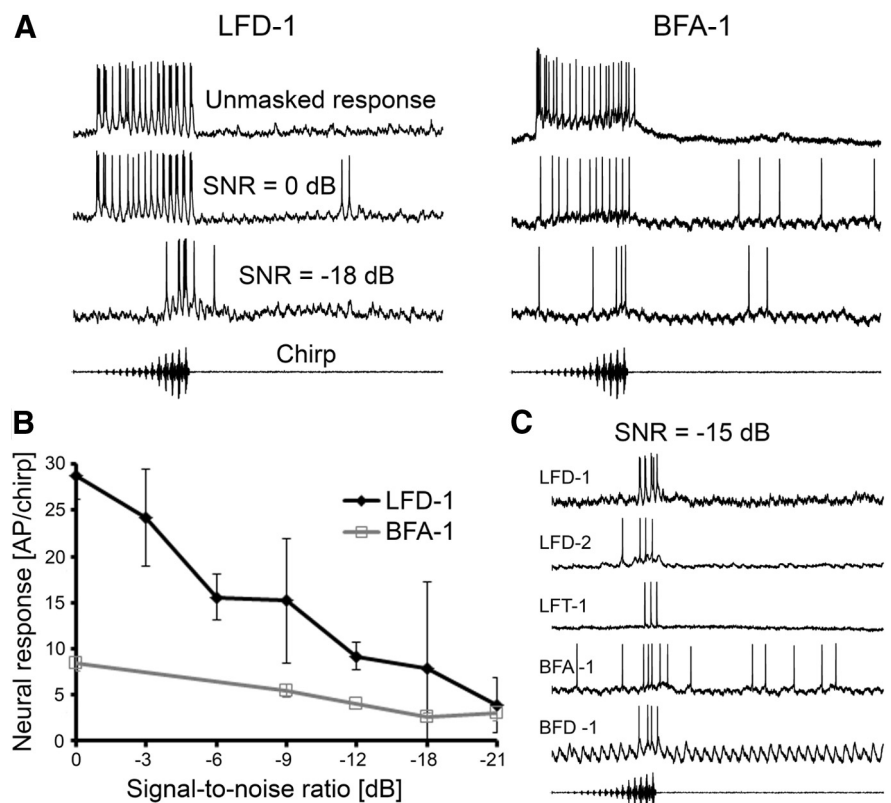 A
LFD-1
BFA-1
Unmasked response
SNR = 0 dB
SNR = -18 dB
Chirp
B
Neural response [AP/chirp]
30
25
20
15
10
5
0
LFD-1
BFA-1
0 -3 -6 -9 -12 -18 -21
Signal-to-noise ratio [dB]
C
SNR = -15 dB
LFD-1
LFD-2
LFT-1
BFA-1
BFD -1